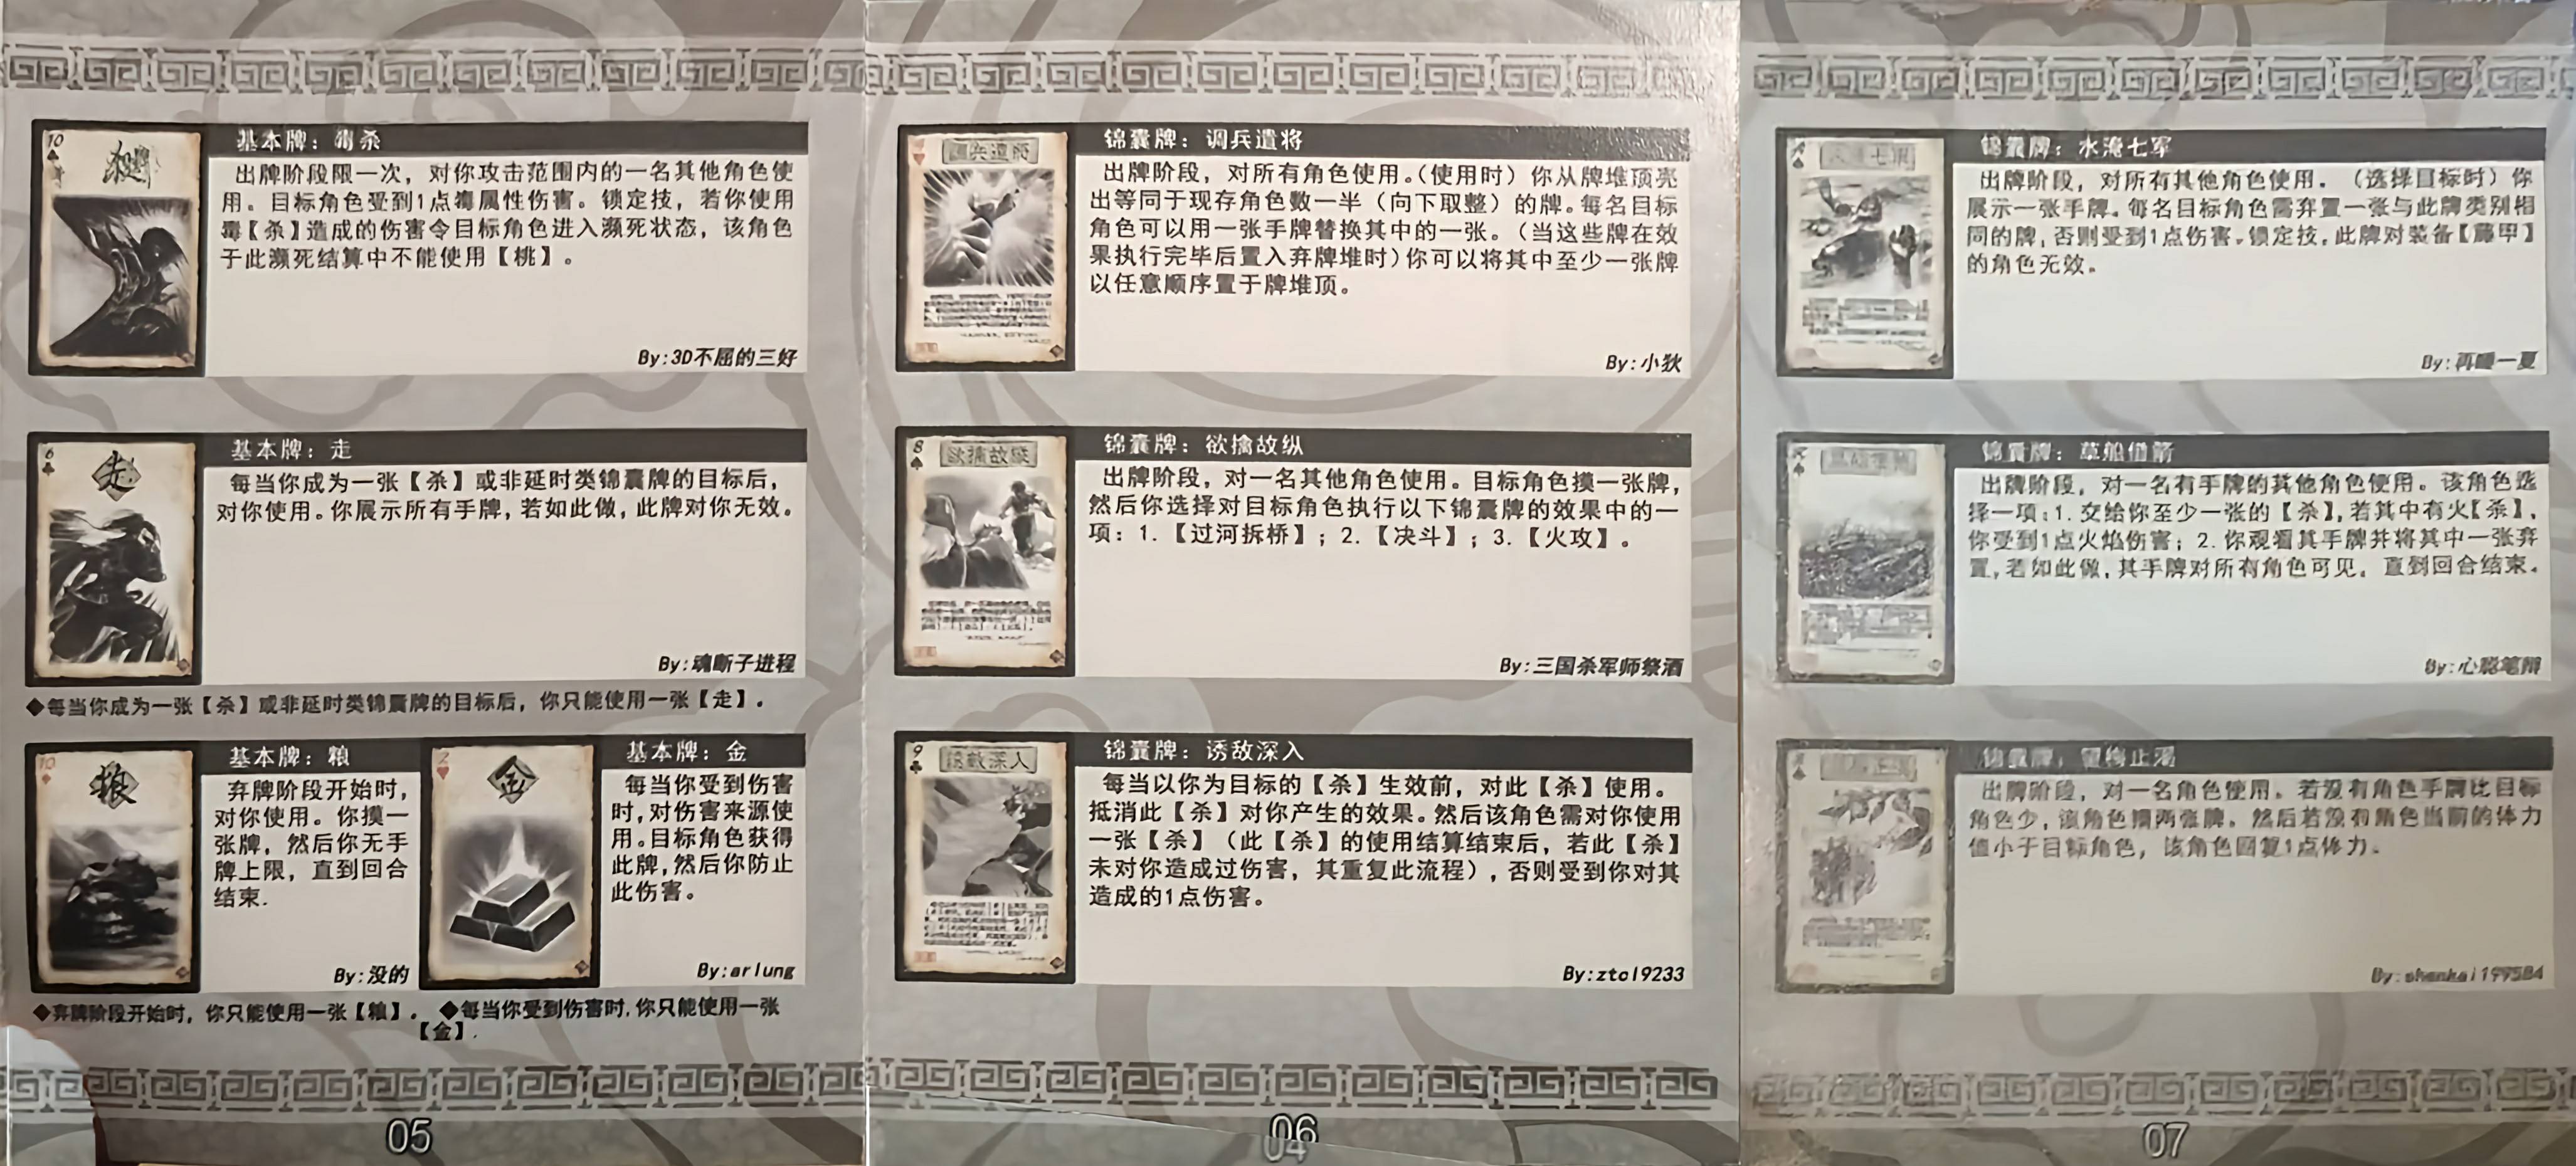 10
杀
基本牌：毒杀
出牌阶段限一次，对你攻击范围内的一名其他角色使
用。目标角色受到1点毒属性伤害。锁定技，若你使用
毒【杀】造成的伤害令目标角色进入濒死状态，该角色
于此濒死结算中不能使用【桃】。
By:3D不屈的三好
6
走
基本牌：走
每当你成为一张【杀】或非延时类锦囊牌的目标后，
对你使用。你展示所有手牌，若如此做，此牌对你无效。
By:魂断子进程
◆每当你成为一张【杀】或非延时类锦囊牌的目标后，你只能使用一张【走】。
10
粮
基本牌：粮
弃牌阶段开始时，
对你使用。你摸一
张牌，然后你无手
牌上限，直到回合
结束.
By:没的
2
金
基本牌：金
每当你受到伤害
时，对伤害来源使
用。目标角色获得
此牌，然后你防止
此伤害。
By:arlung
◆弃牌阶段开始时，你只能使用一张【粮】。
◆每当你受到伤害时，你只能使用一张
【金】.
05
调兵遣将
锦囊牌：调兵遣将
出牌阶段，对所有角色使用。（使用时）你从牌堆顶亮
出等同于现存角色数一半（向下取整）的牌。每名目标
角色可以用一张手牌替换其中的一张。（当这些牌在效
果执行完毕后置入弃牌堆时）你可以将其中至少一张牌
以任意顺序置于牌堆顶。
By:小狄
8
欲擒故纵
锦囊牌：欲擒故纵
出牌阶段，对一名其他角色使用。目标角色摸一张牌，
然后你选择对目标角色执行以下锦囊牌的效果中的一
项：1.【过河拆桥】；2.【决斗】；3.【火攻】。
By:三国杀军师祭酒
9
诱敌深入
锦囊牌：诱敌深入
每当以你为目标的【杀】生效前，对此【杀】使用。
抵消此【杀】对你产生的效果。然后该角色需对你使用
一张【杀】（此【杀】的使用结算结束后，若此【杀】
未对你造成过伤害，其重复此流程），否则受到你对其
造成的1点伤害。
By:ztol9233
06
04
水淹七军
锦囊牌：水淹七军
出牌阶段，对所有其他角色使用。（选择目标时）你
展示一张手牌。每名目标角色需弃置一张与此牌类别相
同的牌，否则受到1点伤害。锁定技，此牌对装备【藤甲】
的角色无效。
By:再睡一夏
锦囊牌：草船借箭
出牌阶段，对一名有手牌的其他角色使用。该角色选
择一项：1.交给你至少一张的【杀】，若其中有火【杀】，
你受到1点火焰伤害；2.你观看其手牌并将其中一张弃
置，若如此做，其手牌对所有角色可见，直到回合结束。
By:心聪笔辩
锦囊牌：望梅止渴
出牌阶段，对一名角色使用。若没有角色手牌比目标
角色少，该角色摸两张牌。然后若没有角色当前的体力
值小于目标角色，该角色回复1点体力。
By:shenkai199584
07